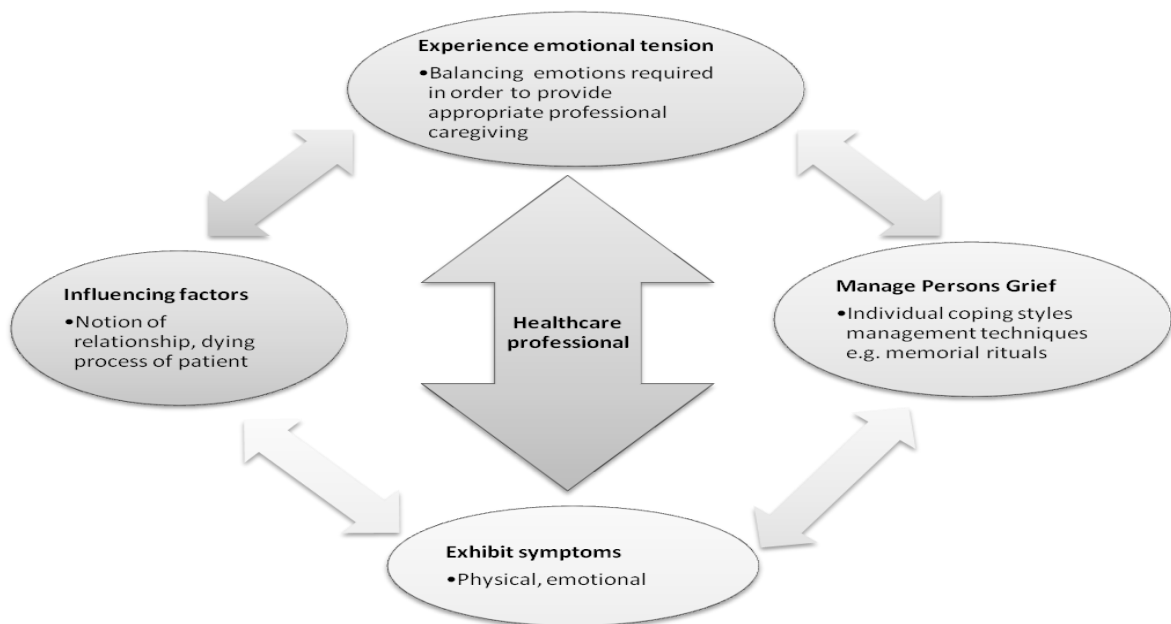 Experience emotional tension
•Balancing emotions required
in order to provide
appropriate professional
caregiving
Influencing factors
•Notion of
relationship, dying
process of patient
Healthcare
professional
Manage Persons Grief
•Individual coping styles
management techniques
e.g. memorial rituals
Exhibit symptoms
•Physical, emotional